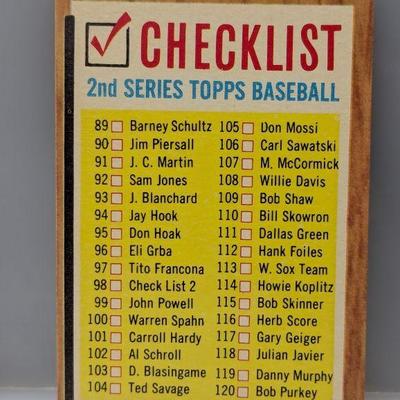 CHECKLIST
2nd SERIES TOPPS BASEBALL
89 Barney Schultz
90 Jim Piersall
91 J. C. Martin
92 Sam Jones
93 J. Blanchard
94 Jay Hook
95 Don Hoak
96 Eli Grba
97 Tito Francona
98 Check List 2
99 John Powell
100 Warren Spahn
101 Carroll Hardy
102 Al Schroll
103 D. Blasingame
104 Ted Savage
105 Don Mossi
106 Carl Sawatski
107 M. McCormick
108 Willie Davis
109 Bob Shaw
110 Bill Skowron
111 Dallas Green
112 Hank Foiles
113 W. Sox Team
114 Howie Koplitz
115 Bob Skinner
116 Herb Score
117 Gary Geiger
118 Julian Javier
119 Danny Murphy
120 Bob Purkey